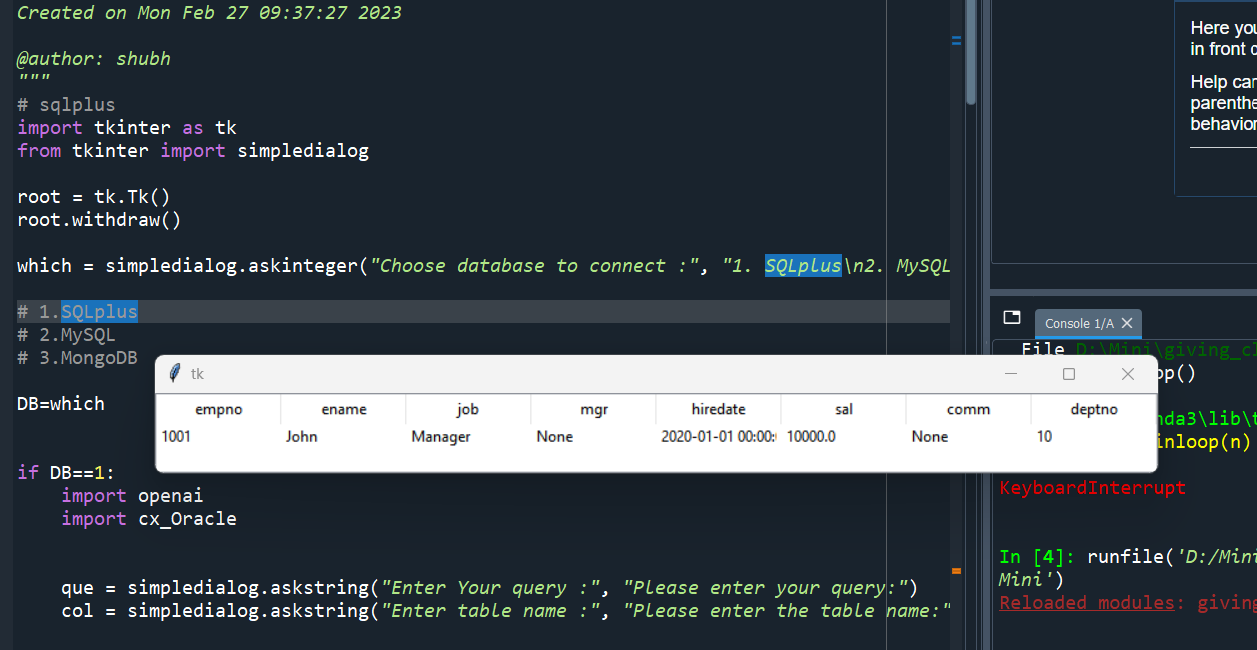 Created on Mon Feb 27 09:37:27 2023
@author: shubh
"""
# sqlplus
import tkinter as tk
from tkinter import simpledialog
root = tk.Tk()
root.withdraw()
which = simpledialog.askinteger("Choose database to connect :", "1. SQLplus\n2. MySQL
# 1.SQLplus
# 2.MySQL
# 3.MongoDB
DB=which
if DB==1:
import openai
import cx_Oracle
que = simpledialog.askstring("Enter Your query :", "Please enter your query:")
col = simpledialog.askstring("Enter table name :", "Please enter the table name:"
tk
empno ename job mgr hiredate sal comm deptno
1001 John Manager None 2020-01-01 00:00: 10000.0 None 10
Here you
in front o
Help can
parenthe
behavior
Console 1/A
File D:\Mini\giving_cl
op()
nda3\lib\t
inloop(n)
KeyboardInterrupt
In [4]: runfile('D:/Mini
Mini')
Reloaded modules: giving